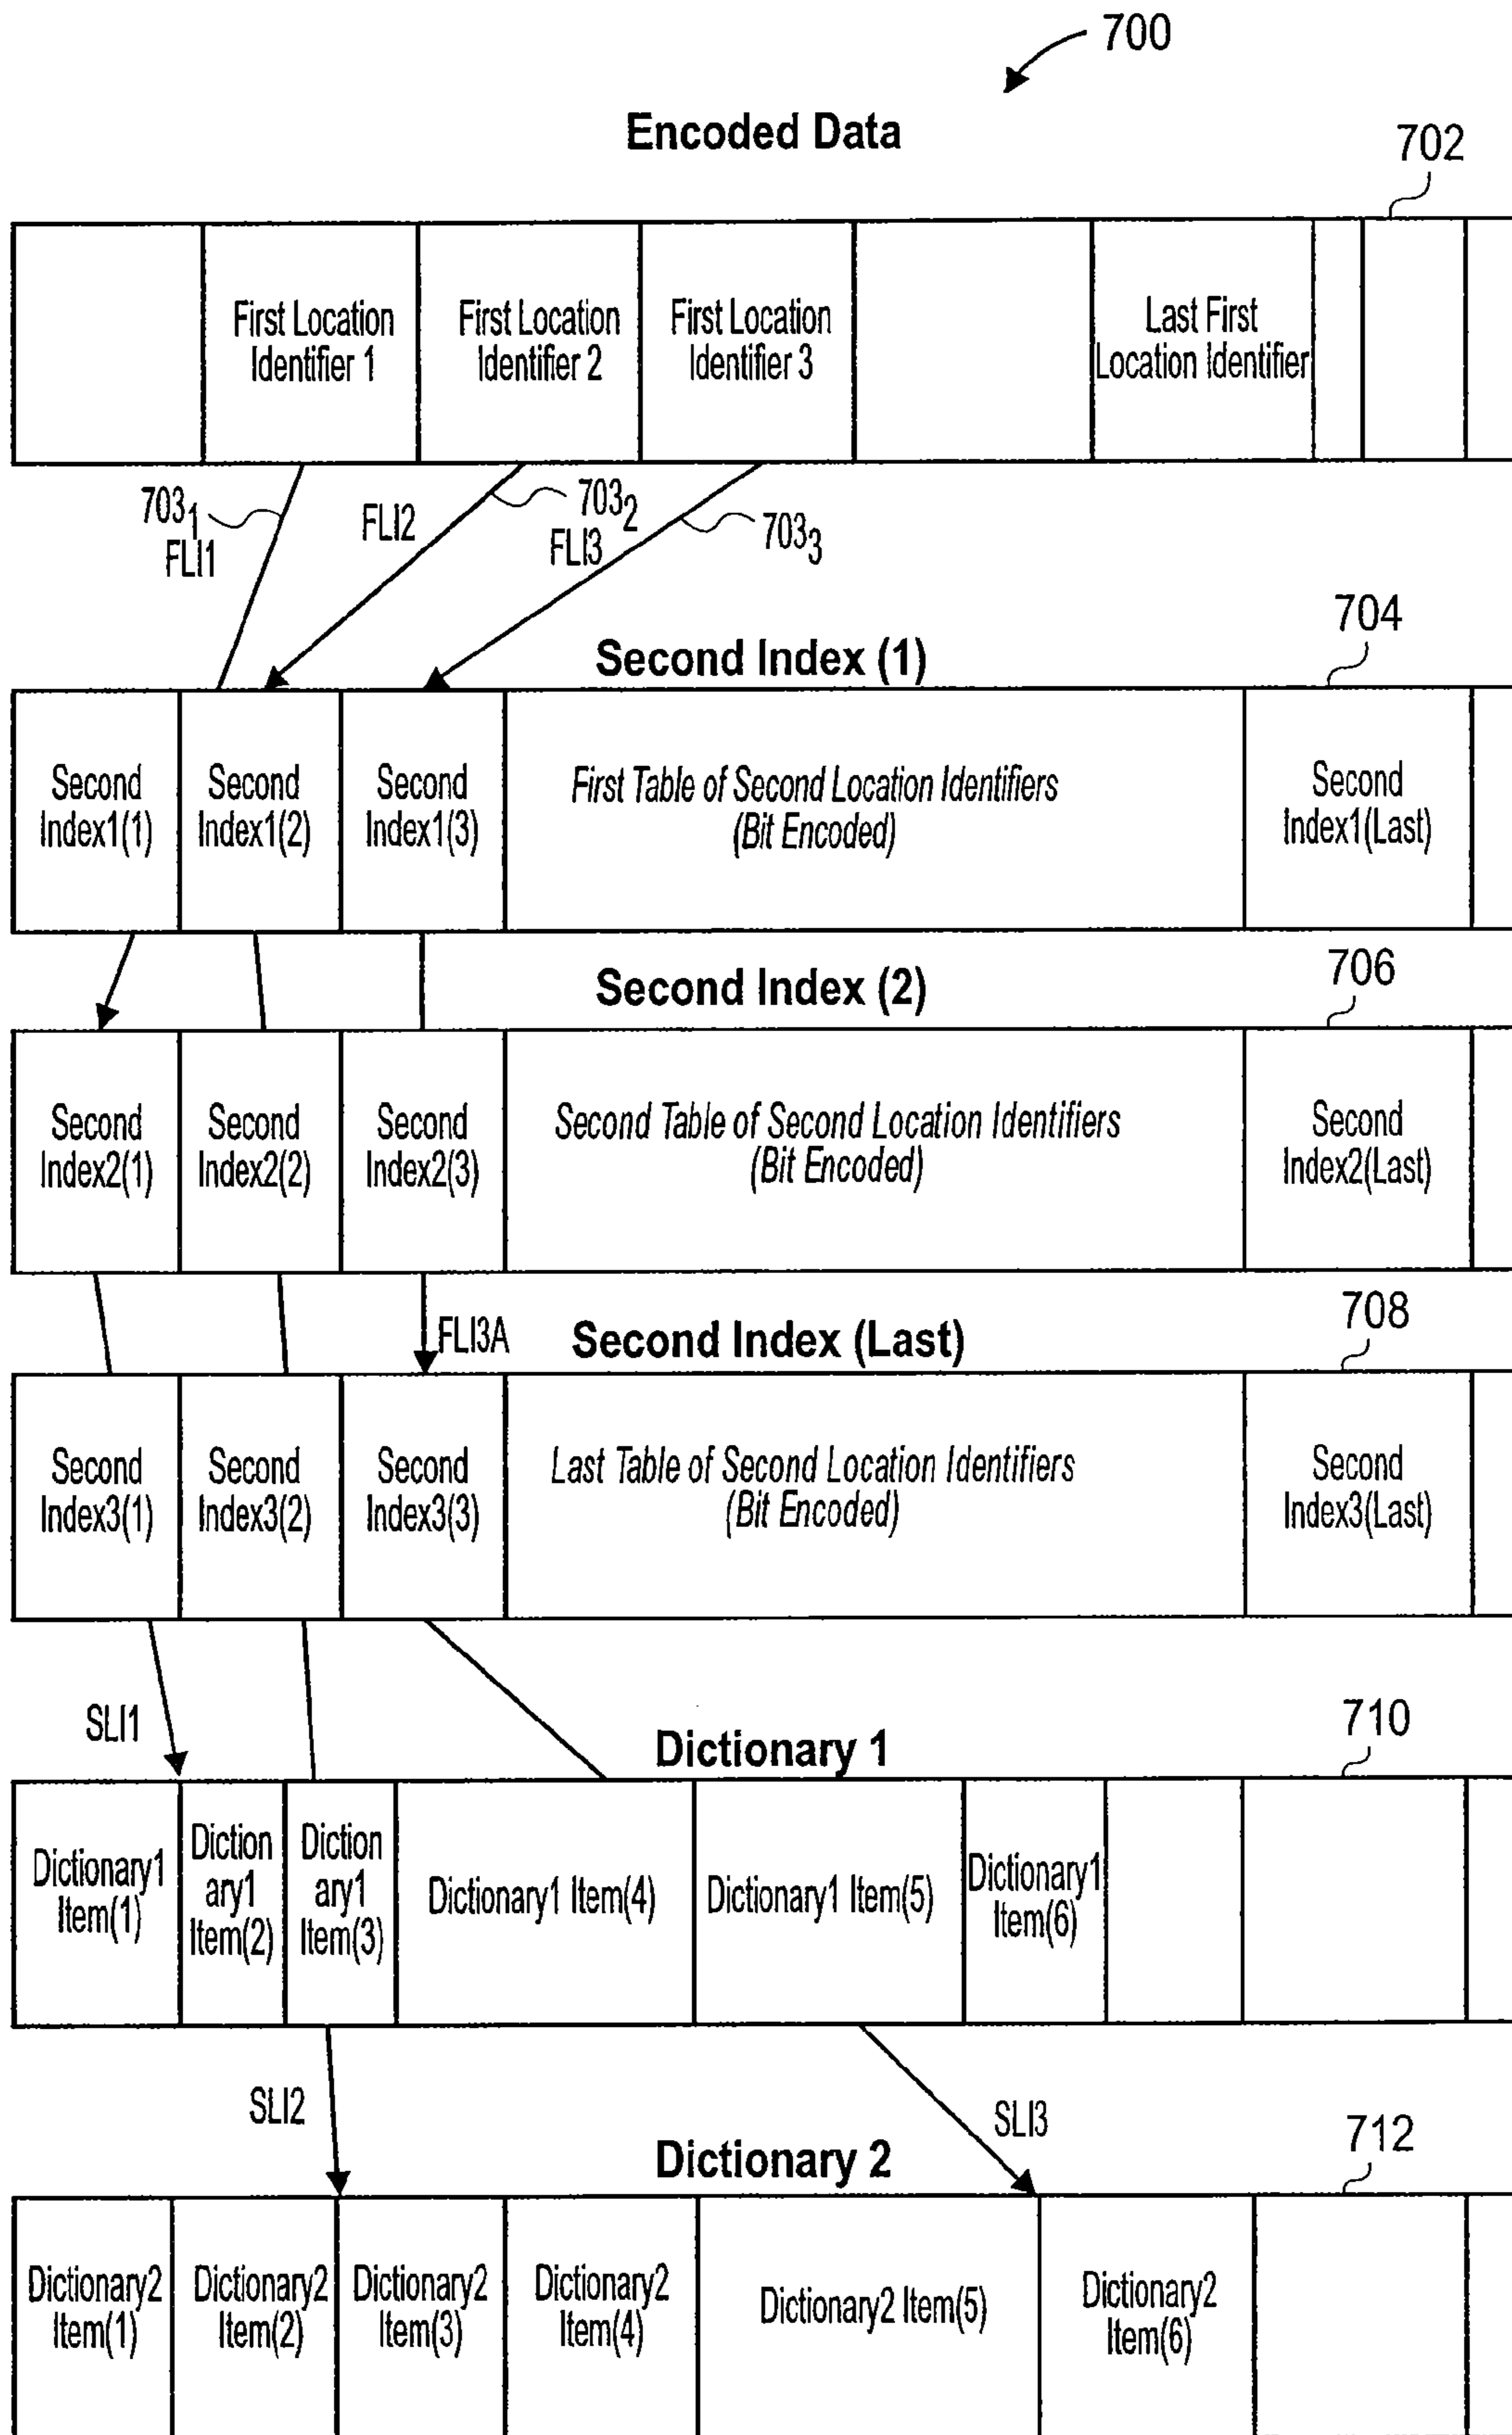 700
Encoded Data
702
First Location
Identifier 1
First Location
Identifier 2
First Location
Identifier 3
Last First
Location Identifier
703₁
FLI1
FLI2
703₂
FLI3
703₃
704
Second Index (1)
Second
Index1(1)
Second
Index1(2)
Second
Index1(3)
First Table of Second Location Identifiers
(Bit Encoded)
Second
Index1(Last)
706
Second Index (2)
Second
Index2(1)
Second
Index2(2)
Second
Index2(3)
Second Table of Second Location Identifiers
(Bit Encoded)
Second
Index2(Last)
708
FLI3A
Second Index (Last)
Second
Index3(1)
Second
Index3(2)
Second
Index3(3)
Last Table of Second Location Identifiers
(Bit Encoded)
Second
Index3(Last)
SLI1
710
Dictionary 1
Dictionary1
Item(1)
Diction
ary1
Item(2)
Diction
ary1
Item(3)
Dictionary1 Item(4)
Dictionary1 Item(5)
Dictionary1
Item(6)
SLI2
SLI3
712
Dictionary 2
Dictionary2
Item(1)
Dictionary2
Item(2)
Dictionary2
Item(3)
Dictionary2
Item(4)
Dictionary2 Item(5)
Dictionary2
Item(6)